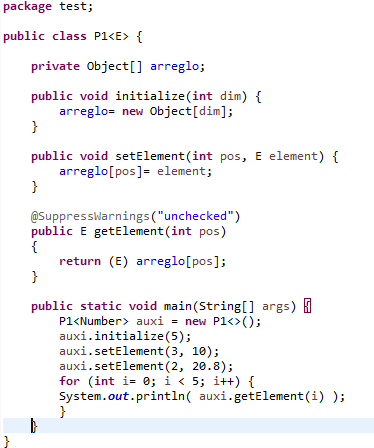 package test;
public class P1<E> {
private Object[] arreglo;
public void initialize(int dim) {
arreglo= new Object[dim];
}
public void setElement(int pos, E element) {
arreglo[pos]= element;
}
@SuppressWarnings("unchecked")
public E getElement(int pos)
{
return (E) arreglo[pos];
}
public static void main(String[] args) {
P1<Number> auxi = new P1<>();
auxi.initialize(5);
auxi.setElement(3, 10);
auxi.setElement(2, 20.8);
for (int i= 0; i < 5; i++) {
System.out.println( auxi.getElement(i) );
}
}
}